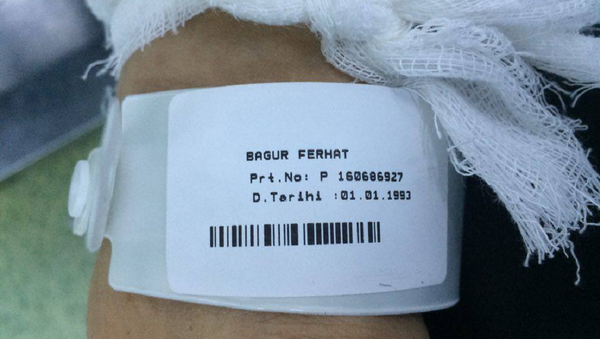 BAGUR FERHAT
Prt.No: P 160686927
D.Tarihi :01.01.1993